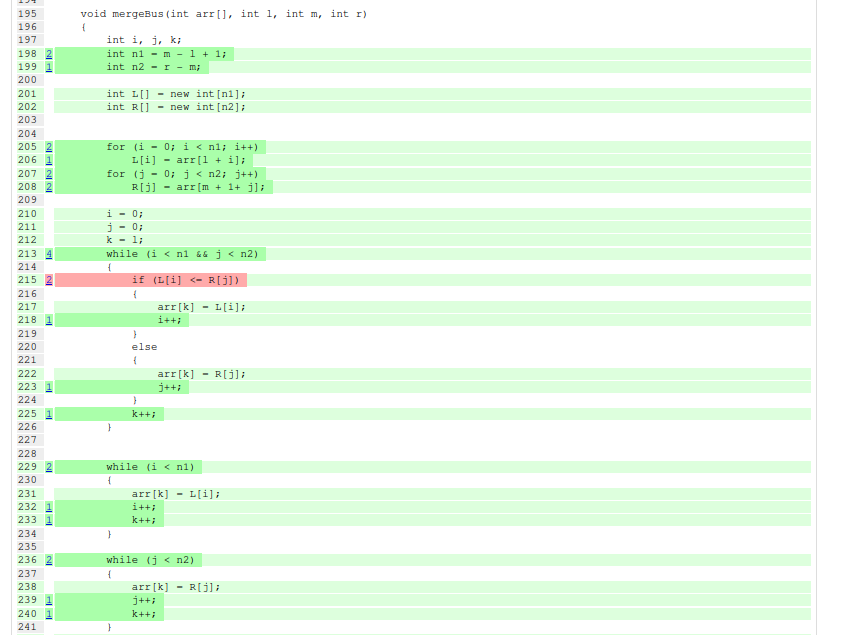 194
195 void mergeBus(int arr[], int l, int m, int r)
196 {
197 int i, j, k;
198 2 int n1 = m - l + 1;
199 1 int n2 = r - m;
200
201 int L[] = new int[n1];
202 int R[] = new int[n2];
203
204
205 2 for (i = 0; i < n1; i++)
206 1 L[i] = arr[l + i];
207 2 for (j = 0; j < n2; j++)
208 2 R[j] = arr[m + 1+ j];
209
210 i = 0;
211 j = 0;
212 k = l;
213 4 while (i < n1 && j < n2)
214 {
215 2 if (L[i] <= R[j])
216 {
217 arr[k] = L[i];
218 1 i++;
219 }
220 else
221 {
222 arr[k] = R[j];
223 1 j++;
224 }
225 1 k++;
226 }
227
228
229 2 while (i < n1)
230 {
231 arr[k] = L[i];
232 1 i++;
233 1 k++;
234 }
235
236 2 while (j < n2)
237 {
238 arr[k] = R[j];
239 1 j++;
240 1 k++;
241 }